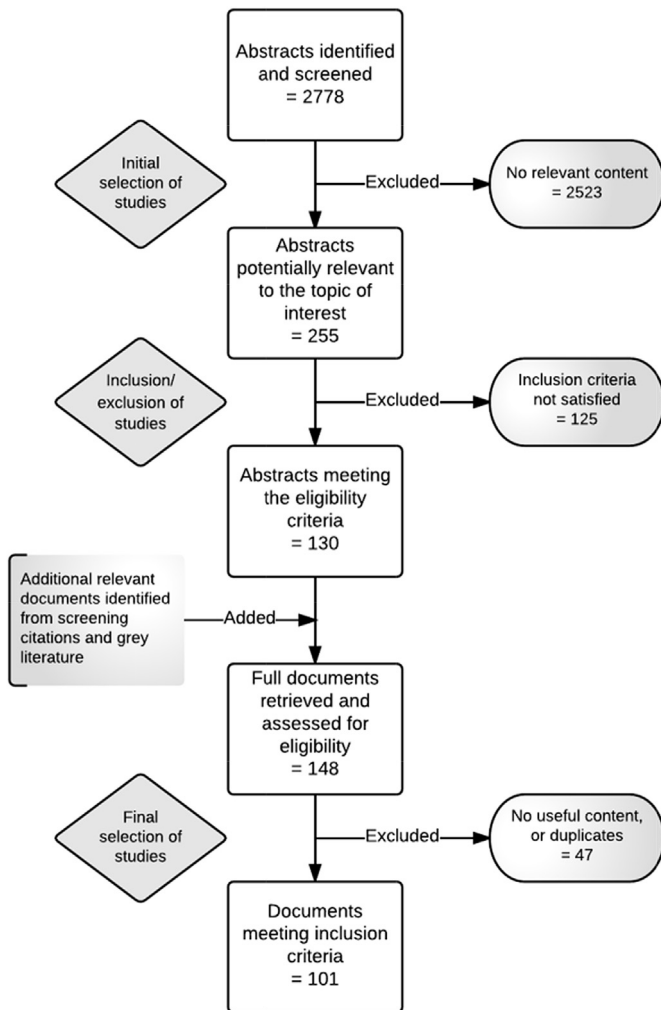 Abstracts identified
and screened
= 2778
Initial
selection of
studies
Excluded
No relevant content
= 2523
Abstracts
potentially relevant
to the topic of
interest
= 255
Inclusion/
exclusion of
studies
Excluded
Inclusion criteria
not satisfied
= 125
Abstracts meeting
the eligibility
criteria
= 130
Additional relevant
documents identified
from screening
citations and grey
literature
Added
Full documents
retrieved and
assessed for
eligibility
= 148
Final
selection of
studies
Excluded
No useful content,
or duplicates
= 47
Documents
meeting inclusion
criteria
= 101